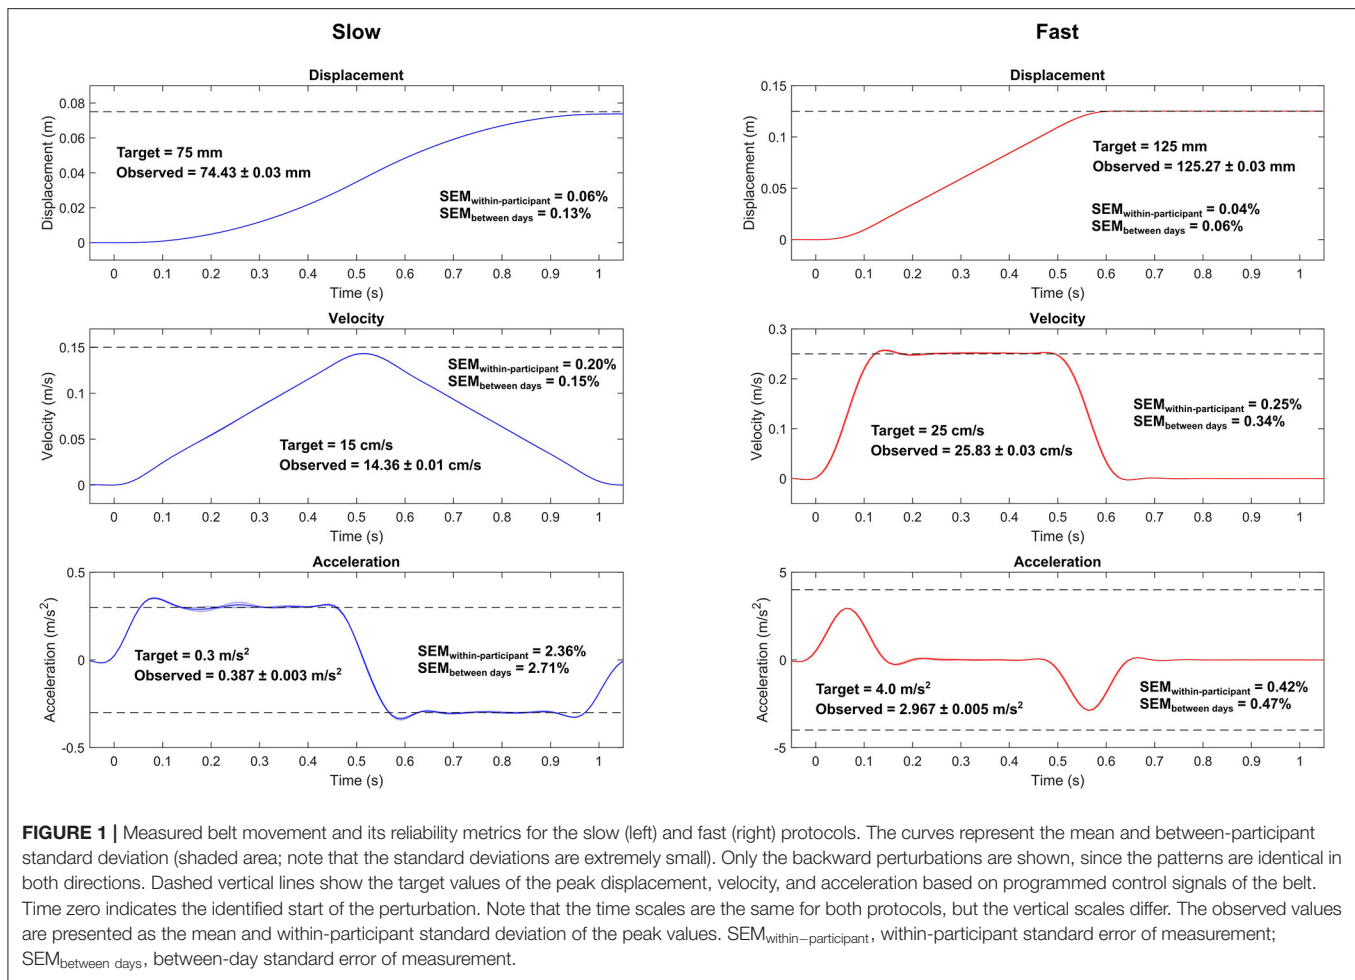 Slow
Displacement
0.08
0.06
0.04
0.02
0
Displacement (m)
Target = 75 mm
Observed = 74.43 ± 0.03 mm
SEMwithin-participant = 0.06%
SEMbetween days = 0.13%
0 0.1 0.2 0.3 0.4 0.5 0.6 0.7 0.8 0.9 1
Time (s)
Velocity
0.15
0.1
0.05
0
Velocity (m/s)
SEMwithin-participant = 0.20%
SEMbetween days = 0.15%
Target = 15 cm/s
Observed = 14.36 ± 0.01 cm/s
0 0.1 0.2 0.3 0.4 0.5 0.6 0.7 0.8 0.9 1
Time (s)
Acceleration
0.5
0
-0.5
Acceleration (m/s²)
Target = 0.3 m/s²
Observed = 0.387 ± 0.003 m/s²
SEMwithin-participant = 2.36%
SEMbetween days = 2.71%
0 0.1 0.2 0.3 0.4 0.5 0.6 0.7 0.8 0.9 1
Time (s)
Fast
Displacement
0.15
0.1
0.05
0
Displacement (m)
Target = 125 mm
Observed = 125.27 ± 0.03 mm
SEMwithin-participant = 0.04%
SEMbetween days = 0.06%
0 0.1 0.2 0.3 0.4 0.5 0.6 0.7 0.8 0.9 1
Time (s)
Velocity
0.3
0.2
0.1
0
Velocity (m/s)
SEMwithin-participant = 0.25%
SEMbetween days = 0.34%
Target = 25 cm/s
Observed = 25.83 ± 0.03 cm/s
0 0.1 0.2 0.3 0.4 0.5 0.6 0.7 0.8 0.9 1
Time (s)
Acceleration
5
0
-5
Acceleration (m/s²)
Target = 4.0 m/s²
Observed = 2.967 ± 0.005 m/s²
SEMwithin-participant = 0.42%
SEMbetween days = 0.47%
0 0.1 0.2 0.3 0.4 0.5 0.6 0.7 0.8 0.9 1
Time (s)
FIGURE 1 | Measured belt movement and its reliability metrics for the slow (left) and fast (right) protocols. The curves represent the mean and between-participant
standard deviation (shaded area; note that the standard deviations are extremely small). Only the backward perturbations are shown, since the patterns are identical in
both directions. Dashed vertical lines show the target values of the peak displacement, velocity, and acceleration based on programmed control signals of the belt.
Time zero indicates the identified start of the perturbation. Note that the time scales are the same for both protocols, but the vertical scales differ. The observed values
are presented as the mean and within-participant standard deviation of the peak values. SEMwithin−participant, within-participant standard error of measurement;
SEMbetween days, between-day standard error of measurement.